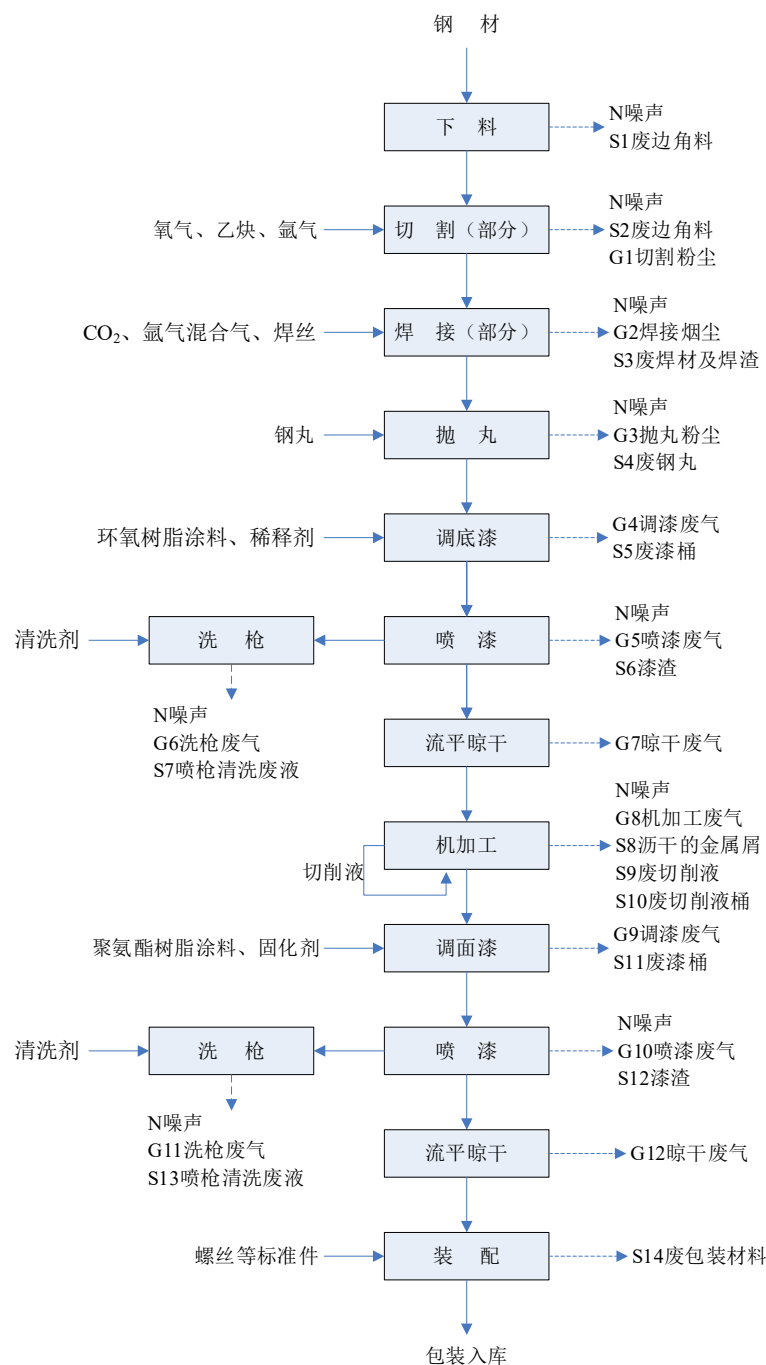 钢 材
下 料
N噪声
S1废边角料
氧气、乙炔、氩气
切 割（部分）
N噪声
S2废边角料
G1切割粉尘
CO₂、氩气混合气、焊丝
焊 接（部分）
N噪声
G2焊接烟尘
S3废焊材及焊渣
钢丸
抛 丸
N噪声
G3抛丸粉尘
S4废钢丸
环氧树脂涂料、稀释剂
调底漆
G4调漆废气
S5废漆桶
清洗剂
洗 枪
喷 漆
N噪声
G5喷漆废气
S6漆渣
N噪声
G6洗枪废气
S7喷枪清洗废液
流平晾干
G7晾干废气
切削液
机加工
N噪声
G8机加工废气
S8沥干的金属屑
S9废切削液
S10废切削液桶
聚氨酯树脂涂料、固化剂
调面漆
G9调漆废气
S11废漆桶
清洗剂
洗 枪
喷 漆
N噪声
G10喷漆废气
S12漆渣
N噪声
G11洗枪废气
S13喷枪清洗废液
流平晾干
G12晾干废气
螺丝等标准件
装 配
S14废包装材料
包装入库